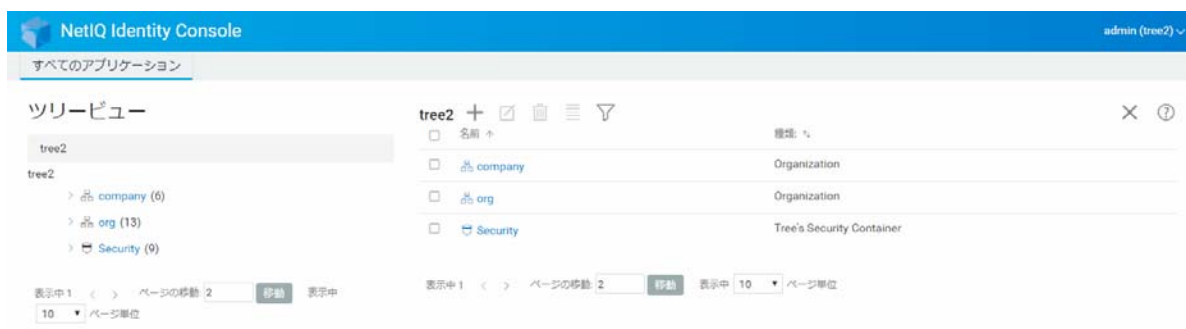 NetIQ Identity Console
admin (tree2)
すべてのアプリケーション
ツリービュー
tree2
tree2
company (6)
org (13)
Security (9)
表示中 1 ページの移動: 2 移動 表示中
10 ページ単位
tree2
名前 種類:
company Organization
org Organization
Security Tree's Security Container
表示中 1 ページの移動: 2 移動 表示中 10 ページ単位